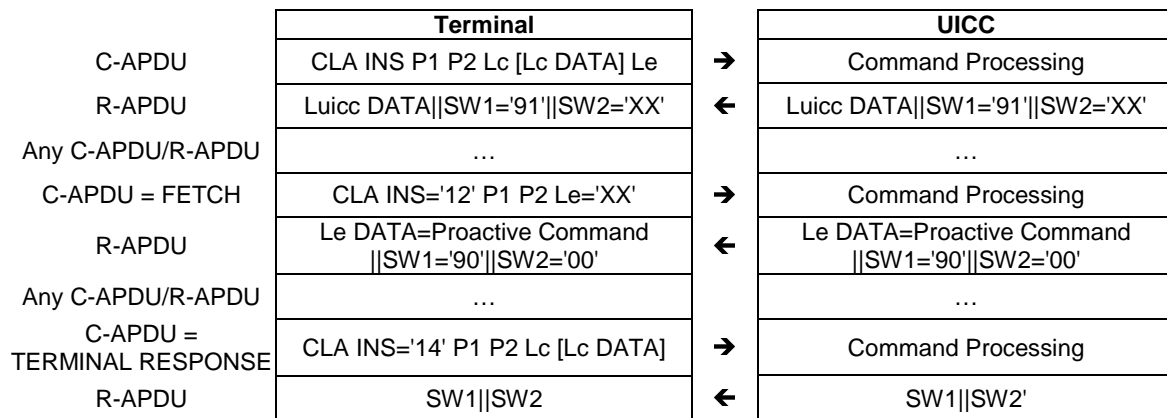 Terminal UICC
C-APDU CLA INS P1 P2 Lc [Lc DATA] Le ➔ Command Processing
R-APDU Luicc DATA||SW1='91'||SW2='XX' 🡸 Luicc DATA||SW1='91'||SW2='XX'
Any C-APDU/R-APDU … …
C-APDU = FETCH CLA INS='12' P1 P2 Le='XX' ➔ Command Processing
R-APDU Le DATA=Proactive Command 🡸 Le DATA=Proactive Command
||SW1='90'||SW2='00' ||SW1='90'||SW2='00'
Any C-APDU/R-APDU … …
C-APDU =
TERMINAL RESPONSE CLA INS='14' P1 P2 Lc [Lc DATA] ➔ Command Processing
R-APDU SW1||SW2 🡸 SW1||SW2'